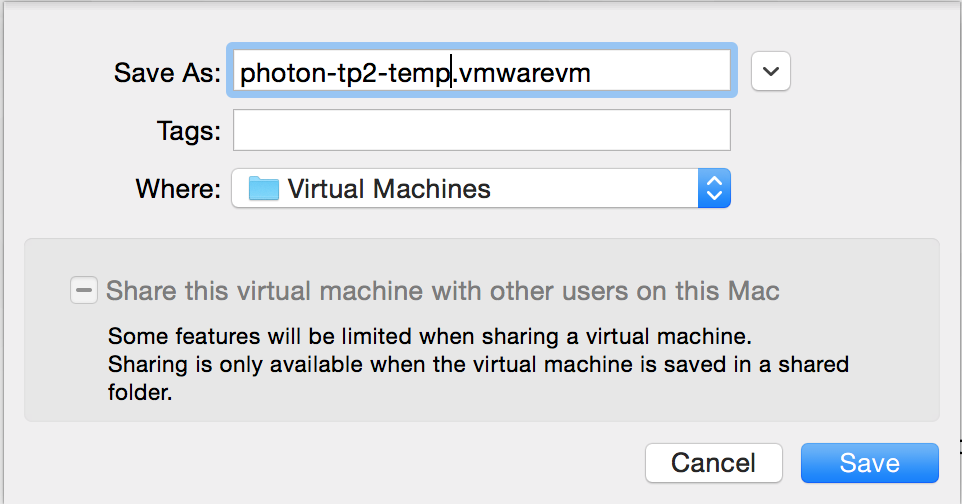 Save As: photon-tp2-temp.vmwarevm
Tags:
Where: Virtual Machines
Share this virtual machine with other users on this Mac
Some features will be limited when sharing a virtual machine.
Sharing is only available when the virtual machine is saved in a shared
folder.
Cancel Save